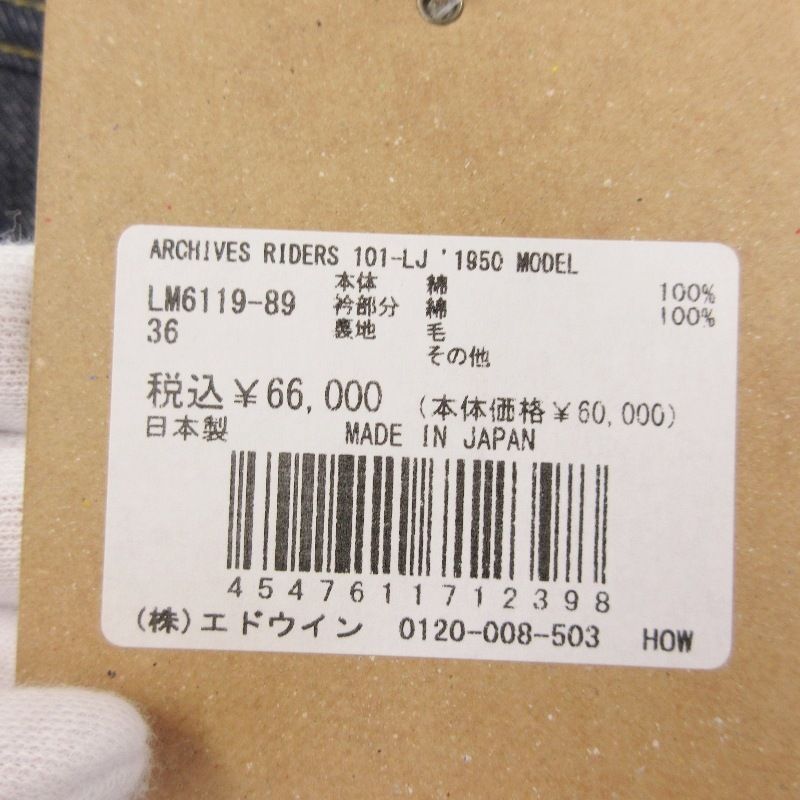 ARCHIVES RIDERS 101-LJ '1950 MODEL
LM6119-89 本体 綿 100%
36 衿部分 綿 100%
裏地 毛
その他
税込¥66,000 (本体価格¥60,000)
日本製 MADE IN JAPAN
4547611712398
(株)エドウイン 0120-008-503 HOW